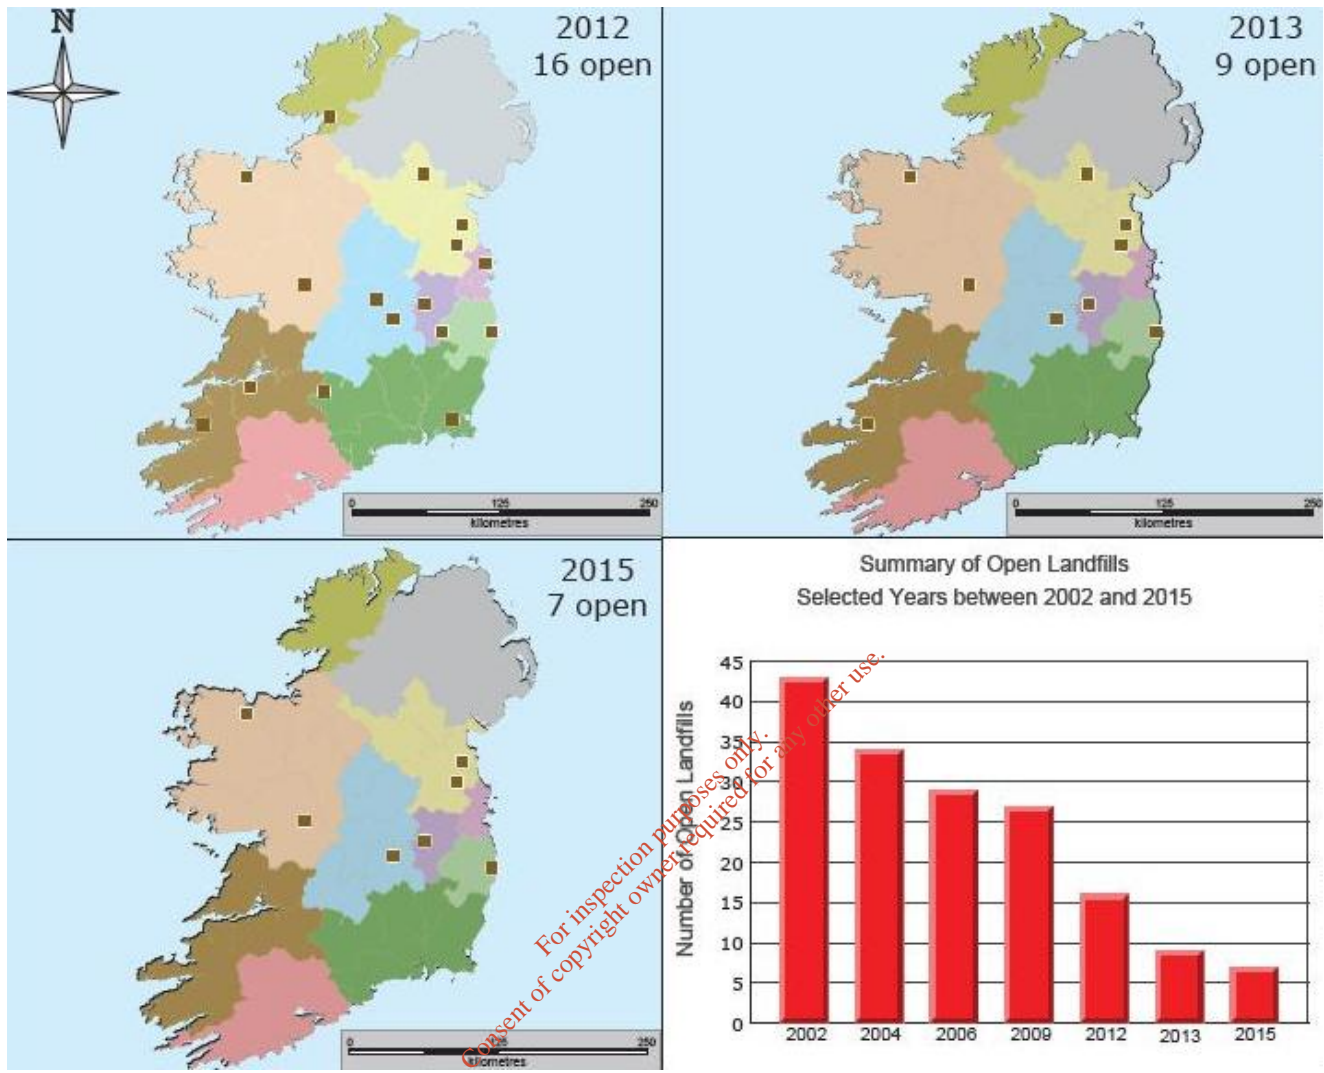 N
2012
16 open
0 125 250
kilometres
2013
9 open
0 125 250
kilometres
2015
7 open
0 125 250
kilometres
Summary of Open Landfills
Selected Years between 2002 and 2015
Number of Open Landfills
45
40
35
30
25
20
15
10
5
0
2002 2004 2006 2009 2012 2013 2015
For inspection purposes only.
Consent of copyright owner required for any other use.